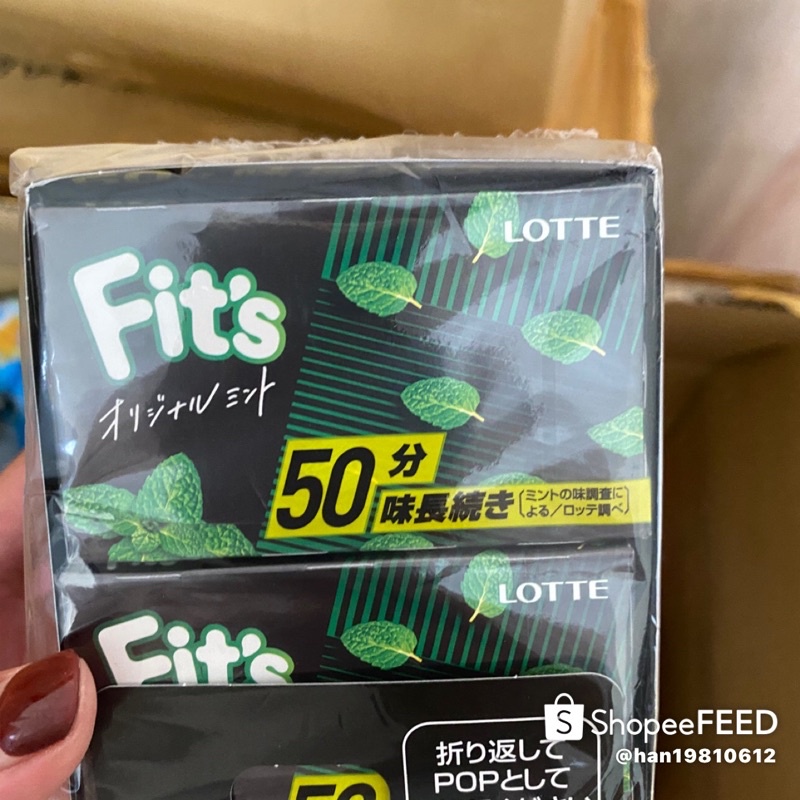 LOTTE
Fit's
オリジナルミント
50分
味長続き
ミントの味調査に
よる/ロッテ調べ
LOTTE
Fit's
折り返して
POPとして
50
ShopeeFEED
@han19810612